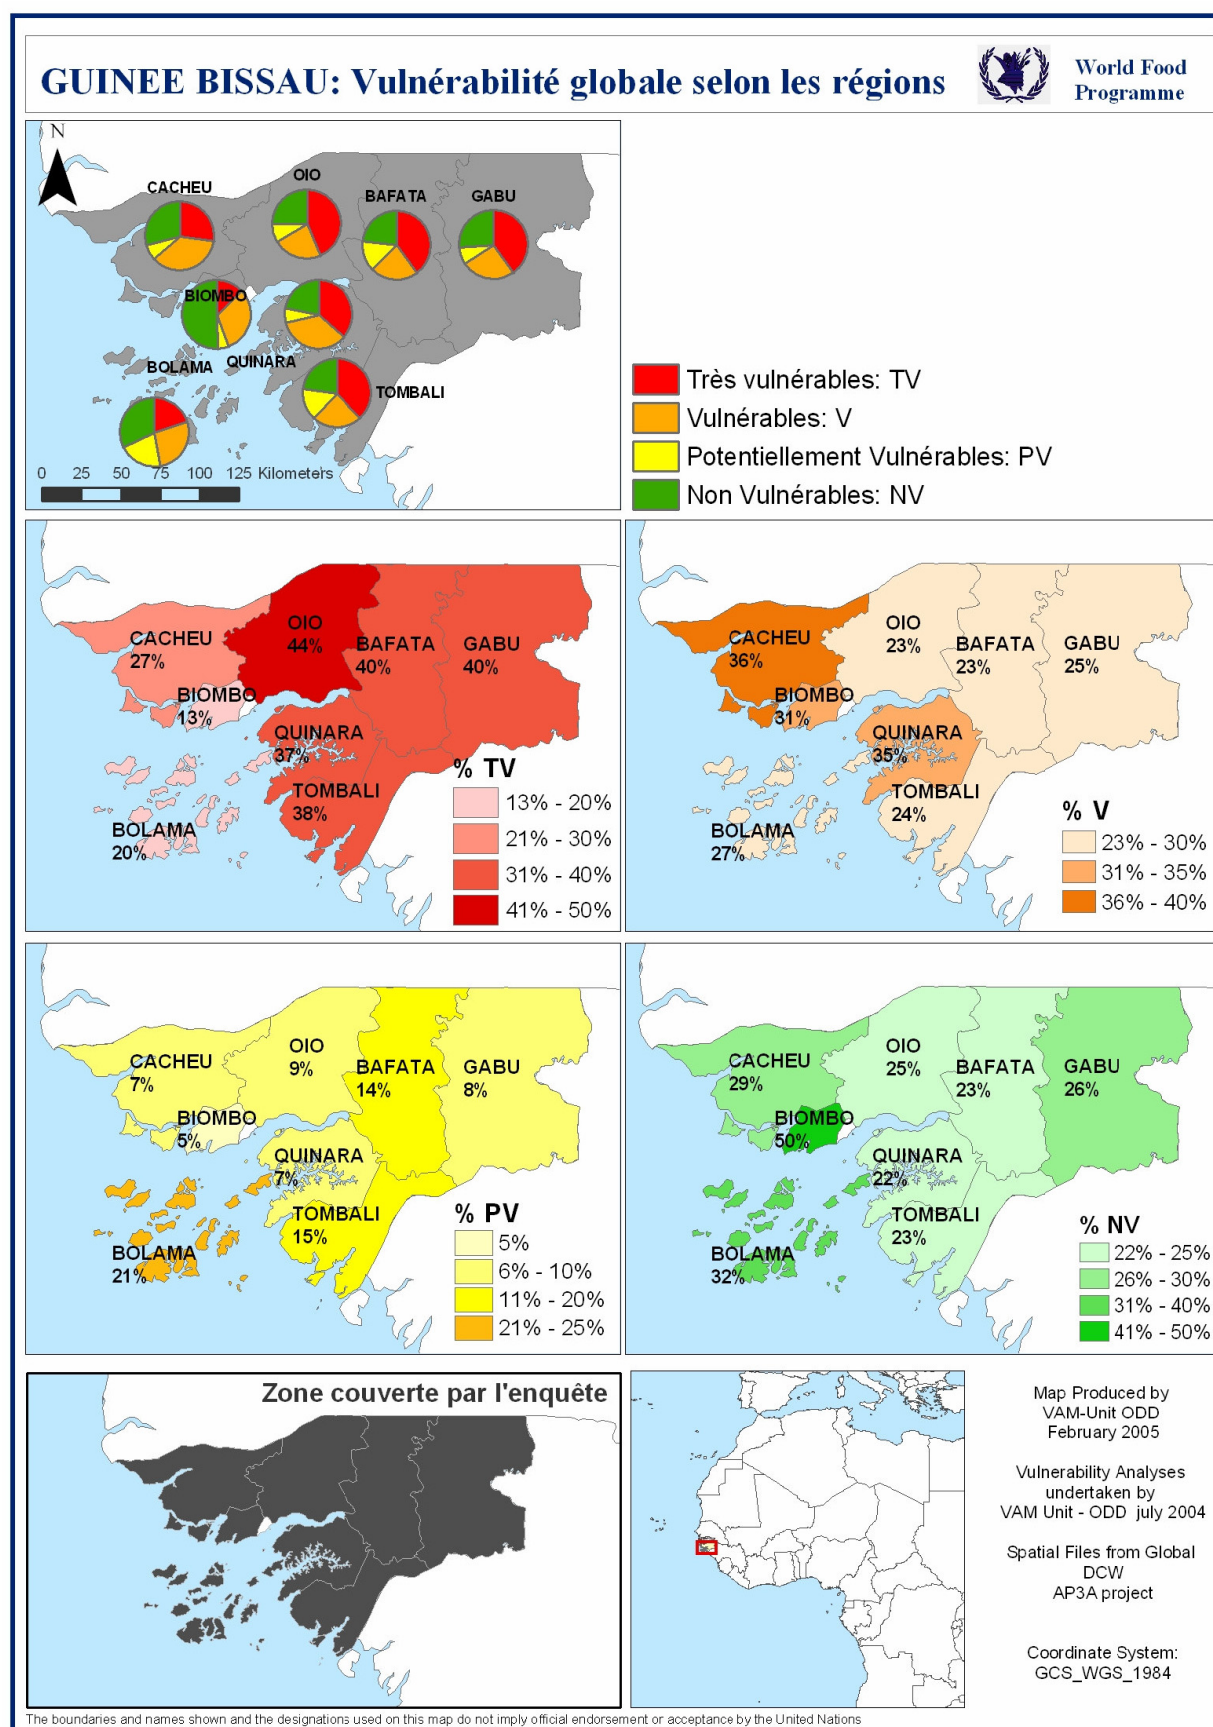 GUINEE BISSAU: Vulnérabilité globale selon les régions
World Food
Programme
N
CACHEU
OIO
BAFATA
GABU
BIOMBO
BOLAMA
QUINARA
TOMBALI
0 25 50 75 100 125 Kilometers
Très vulnérables: TV
Vulnérables: V
Potentiellement Vulnérables: PV
Non Vulnérables: NV
OIO
44%
CACHEU
27%
BAFATA
40%
GABU
40%
BIOMBO
13%
QUINARA
37%
TOMBALI
38%
BOLAMA
20%
% TV
13% - 20%
21% - 30%
31% - 40%
41% - 50%
OIO
23%
CACHEU
36%
BAFATA
23%
GABU
25%
BIOMBO
31%
QUINARA
35%
TOMBALI
24%
BOLAMA
27%
% V
23% - 30%
31% - 35%
36% - 40%
OIO
9%
CACHEU
7%
BAFATA
14%
GABU
8%
BIOMBO
5%
QUINARA
7%
TOMBALI
15%
BOLAMA
21%
% PV
5%
6% - 10%
11% - 20%
21% - 25%
OIO
25%
CACHEU
29%
BAFATA
23%
GABU
26%
BIOMBO
50%
QUINARA
22%
TOMBALI
23%
BOLAMA
32%
% NV
22% - 25%
26% - 30%
31% - 40%
41% - 50%
Zone couverte par l'enquête
Map Produced by
VAM-Unit ODD
February 2005
Vulnerability Analyses
undertaken by
VAM Unit - ODD july 2004
Spatial Files from Global
DCW
AP3A project
Coordinate System:
GCS_WGS_1984
The boundaries and names shown and the designations used on this map do not imply official endorsement or acceptance by the United Nations